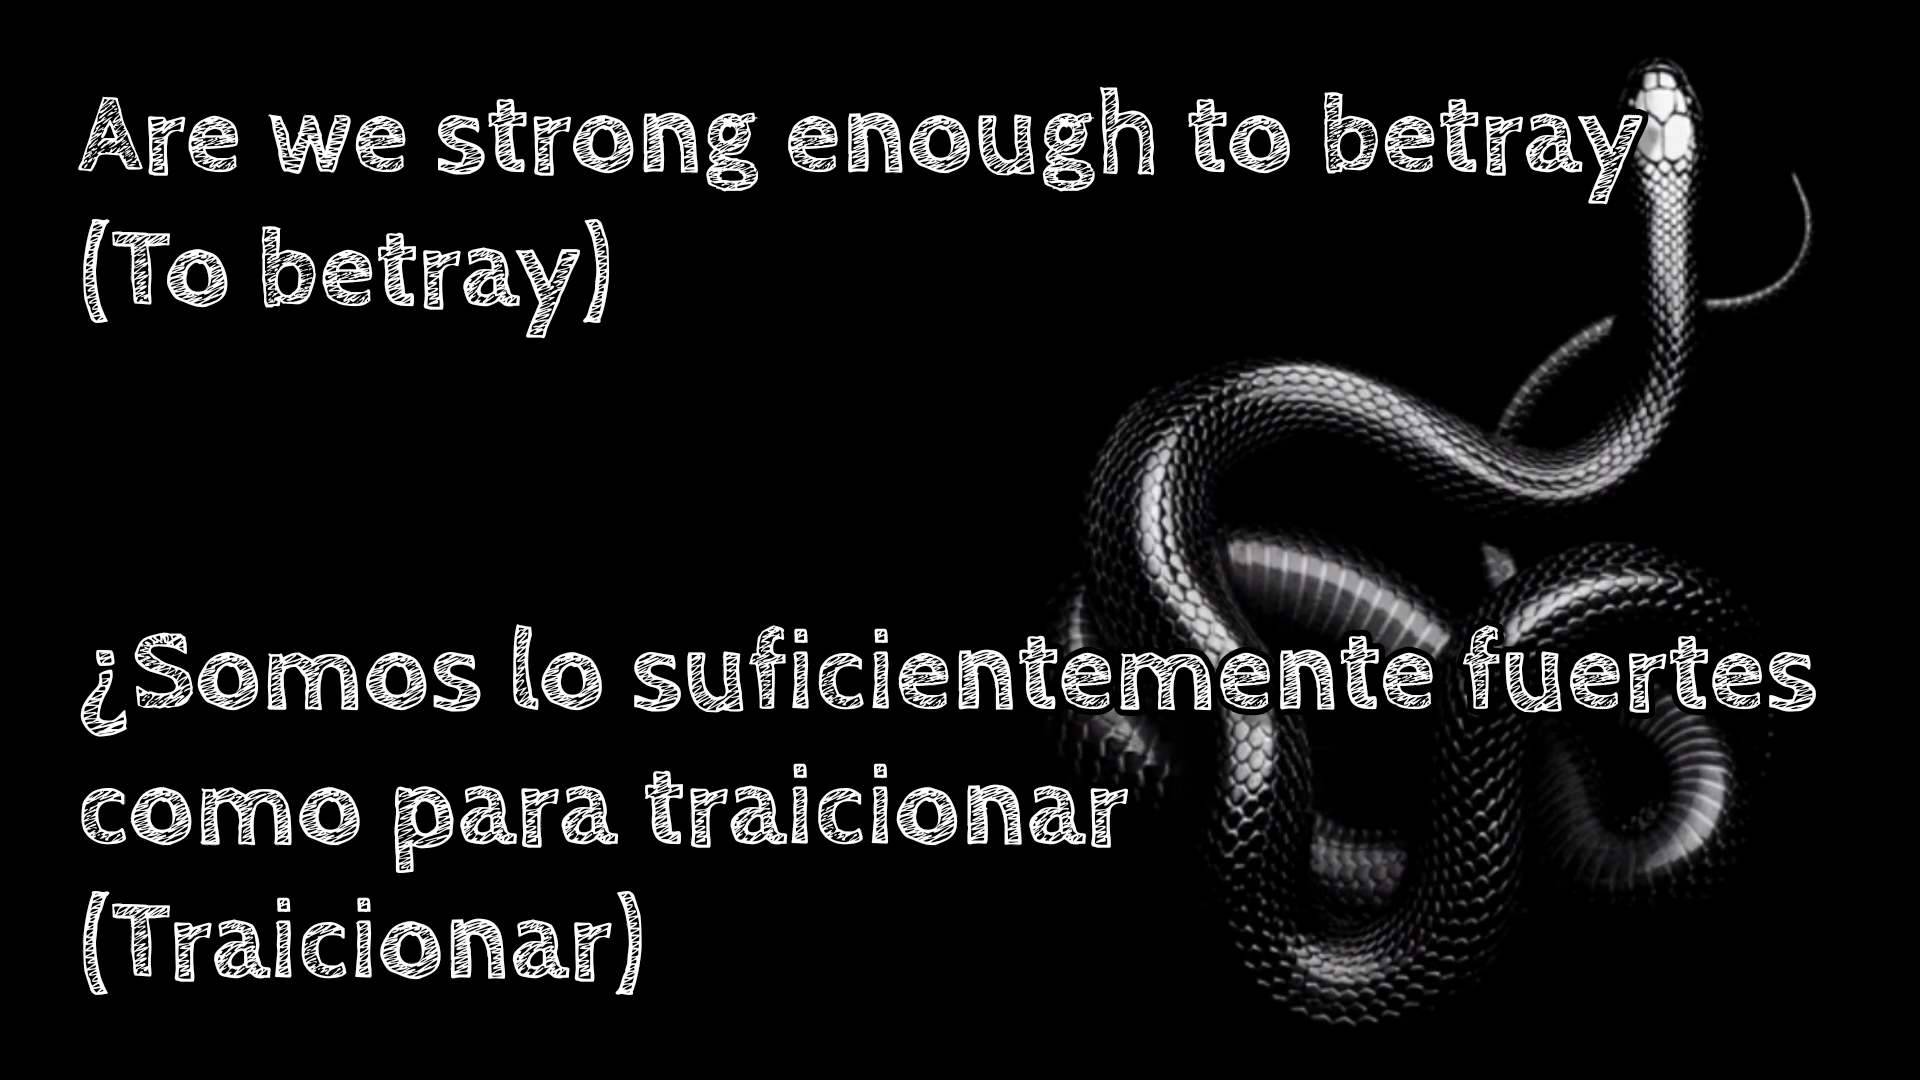 Are we strong enough to betray
(To betray)
¿Somos lo suficientemente fuertes
como para traicionar
(Traicionar)